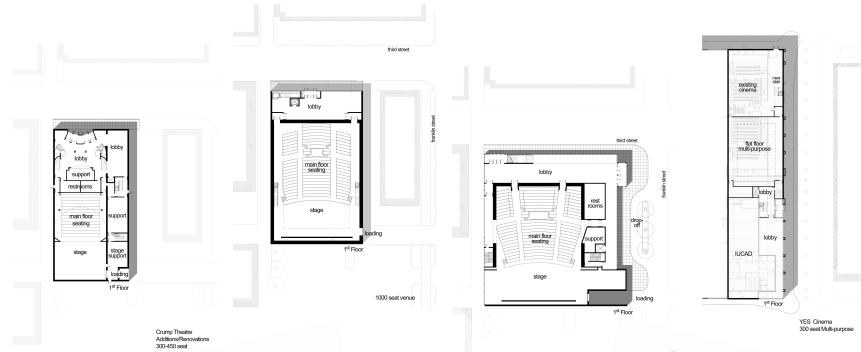 lobby
lobby
support
restrooms
main floor
seating
support
stage
stage
support
loading
1st Floor
Crump Theatre
Additions/Renovations
300-450 seat
third street
franklin street
lobby
main floor
seating
stage
loading
1st Floor
1000 seat venue
third street
franklin street
lobby
rest
rooms
drop
off
main floor
seating
support
stage
loading
1st Floor
existing
cinema
new
stair
flat floor
multi-purpose
lobby
lobby
IUCAD
1st Floor
YES Cinema
300 seat Multi-purpose